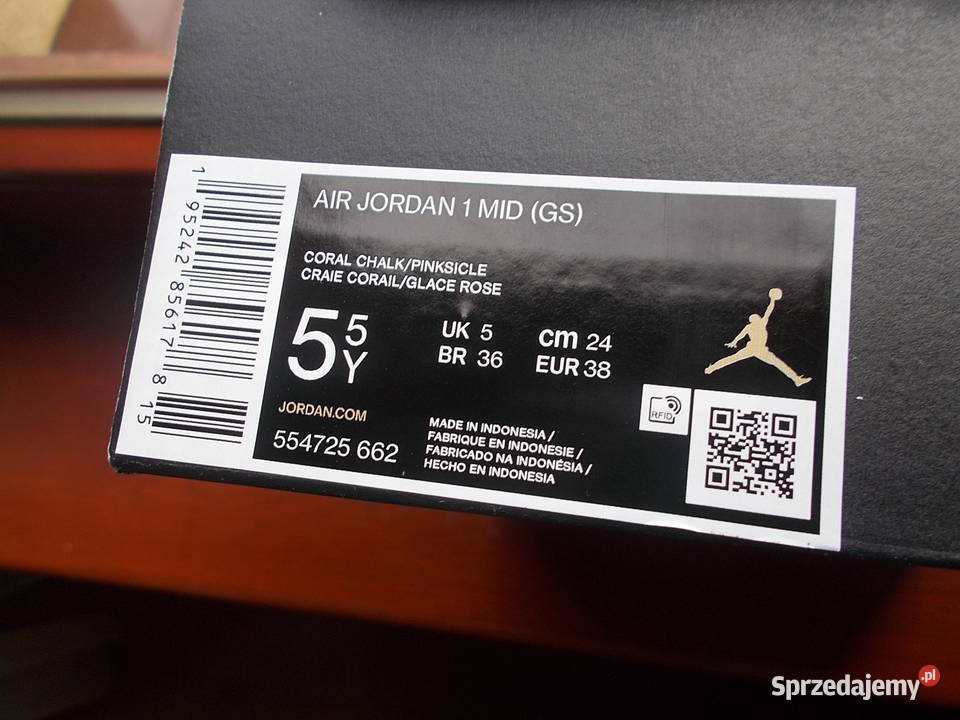 AIR JORDAN 1 MID (GS)
CORAL CHALK/PINKSICLE
CRAIE CORAIL/GLACE ROSE
5 5 Y
UK 5 cm 24
BR 36 EUR 38
JORDAN.COM
554725 662
MADE IN INDONESIA /
FABRIQUE EN INDONESIE /
FABRICADO NA INDONÉSIA /
HECHO EN INDONESIA
RFID
1 95242 85617 8 15
Sprzedajemy.pl